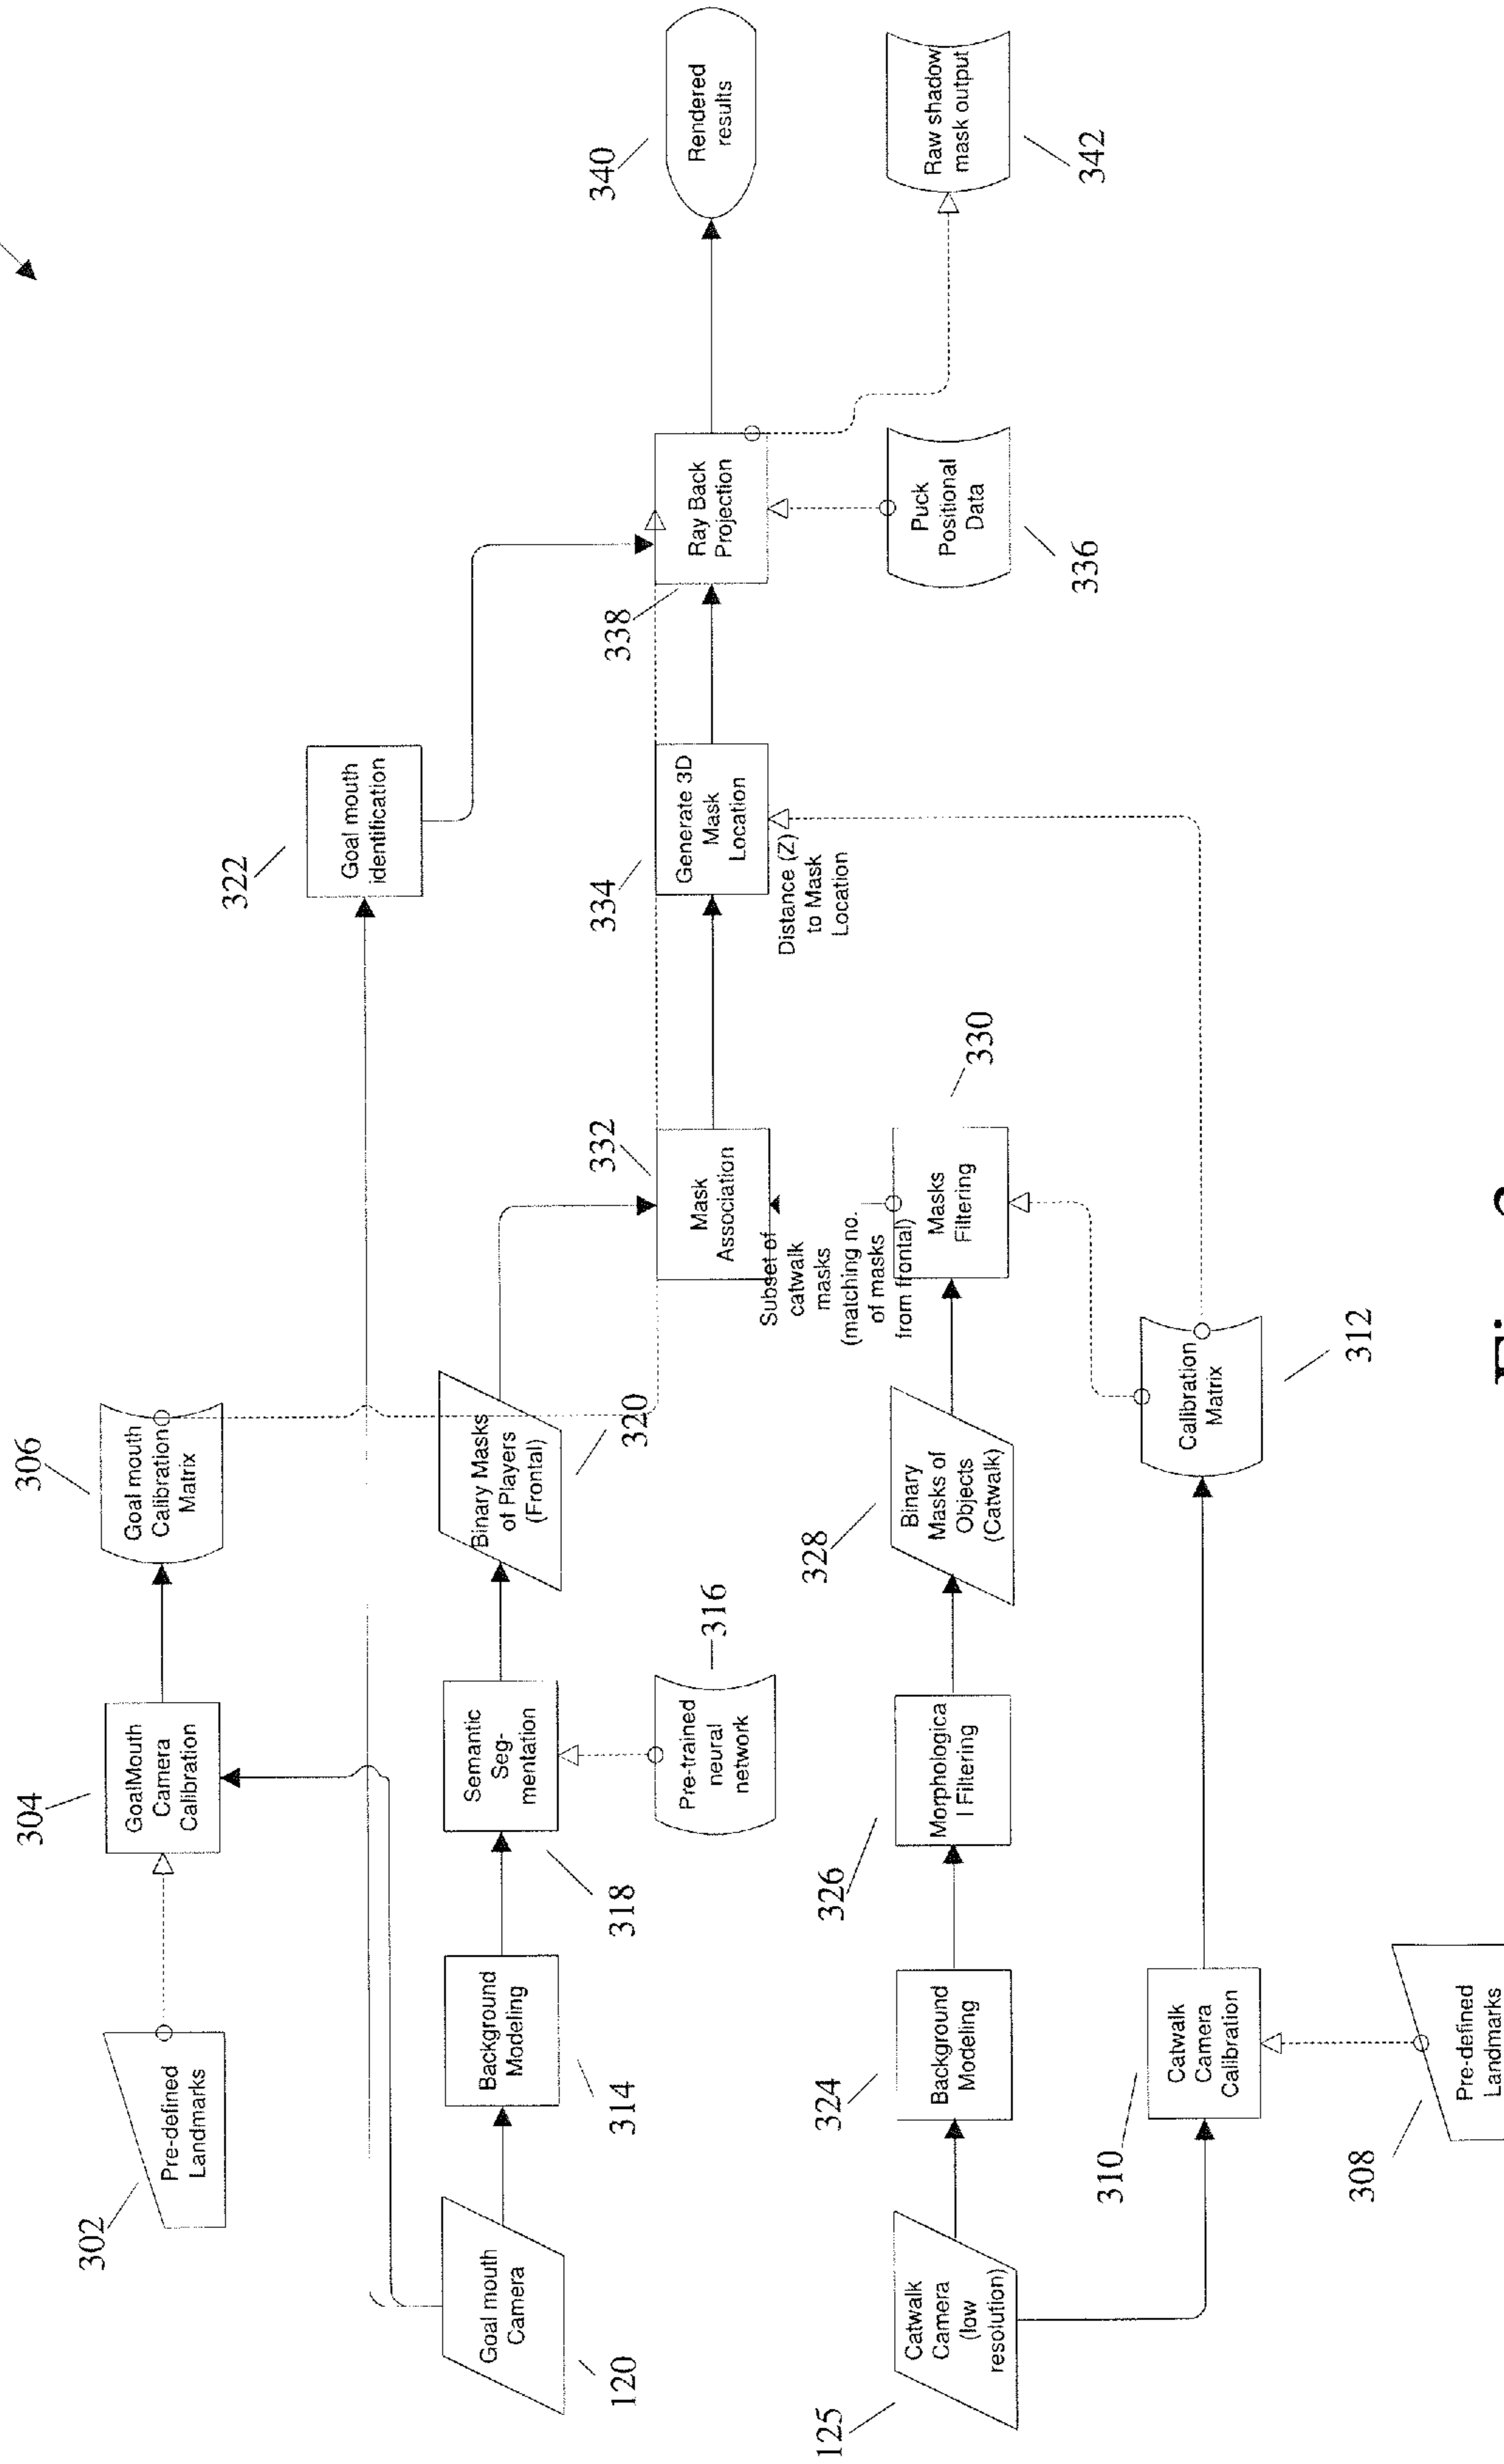 302
Pre-defined
Landmarks
304
GoalMouth
Camera
Calibration
306
Goal mouth
Calibration
Matrix
322
Goal mouth
identification
120
Goal mouth
Camera
314
Background
Modeling
318
Semantic
Seg-
mentation
316
Pre-trained
neural
network
320
Binary Masks
of Players
(Frontal)
332
Mask
Association
334
Generate 3D
Mask
Location
338
Ray Back
Projection
340
Rendered
results
Subset of
catwalk
masks
(matching no.
of masks
from frontal)
Distance (Z)
to Mask
Location
125
Catwalk
Camera
(low
resolution)
324
Background
Modeling
326
Morphologica
l Filtering
328
Binary
Masks of
Objects
(Catwalk)
330
Masks
Filtering
336
Puck
Positional
Data
342
Raw shadow
mask output
310
Catwalk
Camera
Calibration
312
Calibration
Matrix
308
Pre-defined
Landmarks